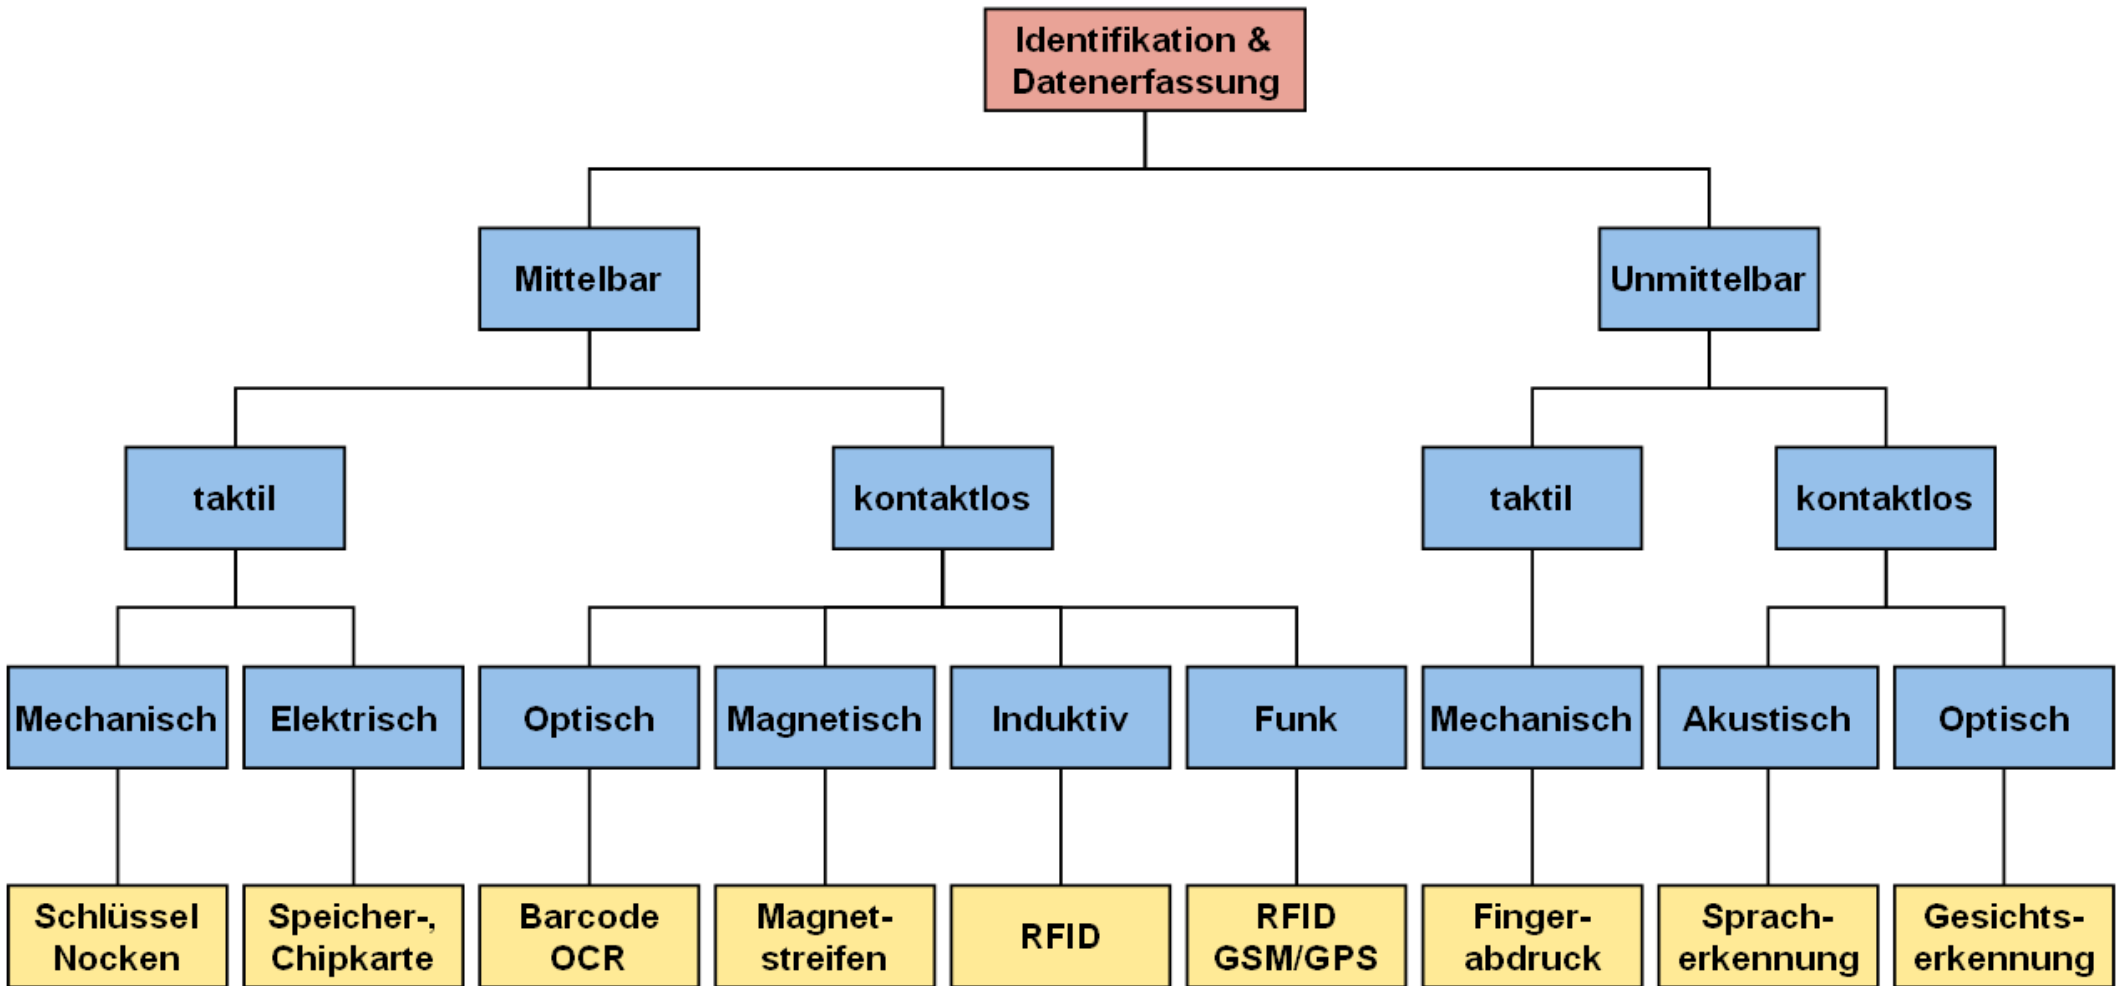 Identifikation &
Datenerfassung
Mittelbar
Unmittelbar
taktil
kontaktlos
taktil
kontaktlos
Mechanisch
Elektrisch
Optisch
Magnetisch
Induktiv
Funk
Mechanisch
Akustisch
Optisch
Schlüssel
Nocken
Speicher-,
Chipkarte
Barcode
OCR
Magnet-
streifen
RFID
RFID
GSM/GPS
Finger-
abdruck
Sprach-
erkennung
Gesichts-
erkennung